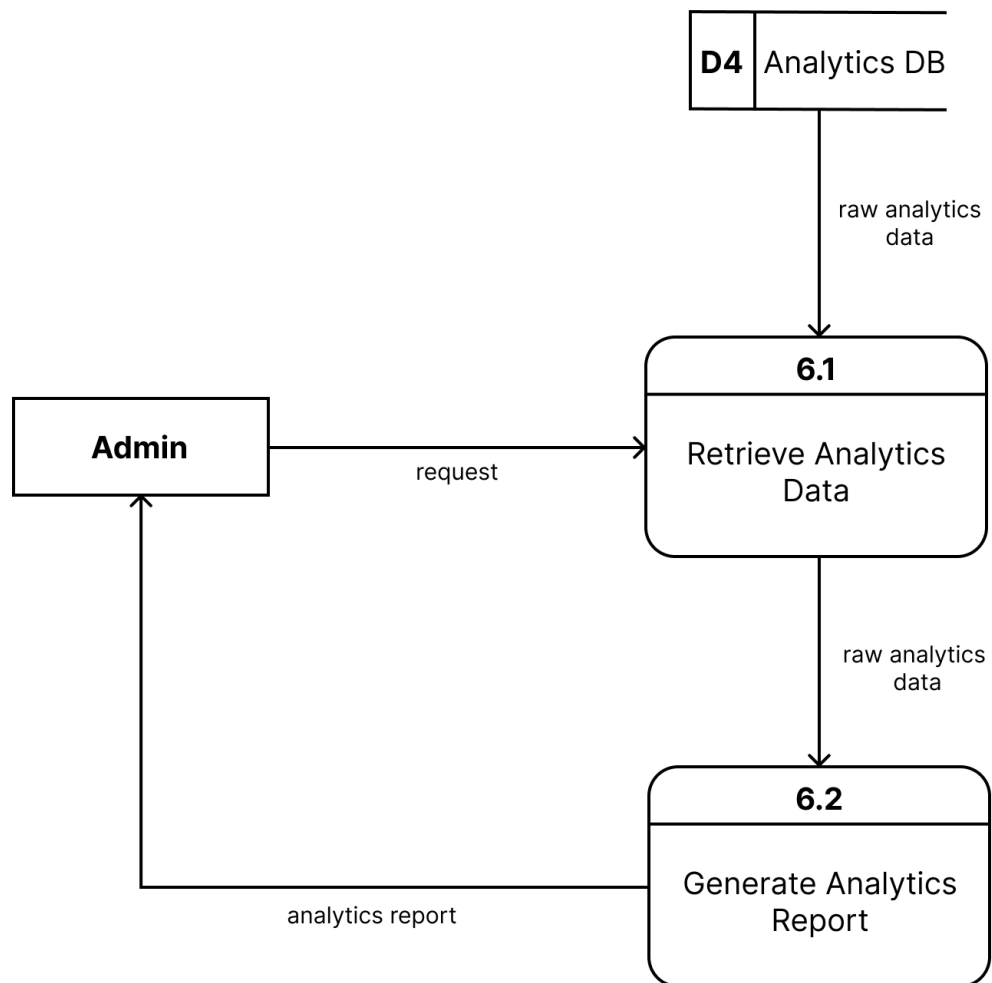 D4 Analytics DB
raw analytics
data
6.1
Retrieve Analytics
Data
Admin
request
raw analytics
data
6.2
Generate Analytics
Report
analytics report